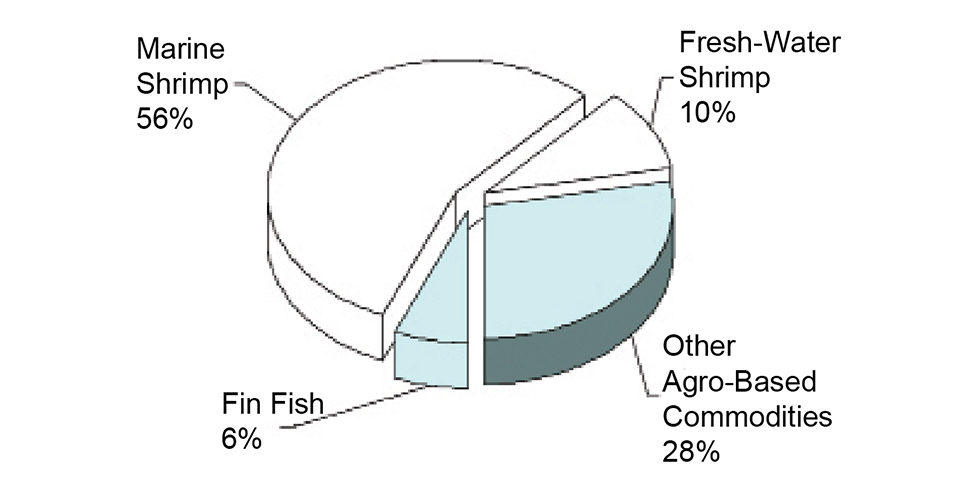 Marine
Shrimp
56%
Fresh-Water
Shrimp
10%
Fin Fish
6%
Other
Agro-Based
Commodities
28%